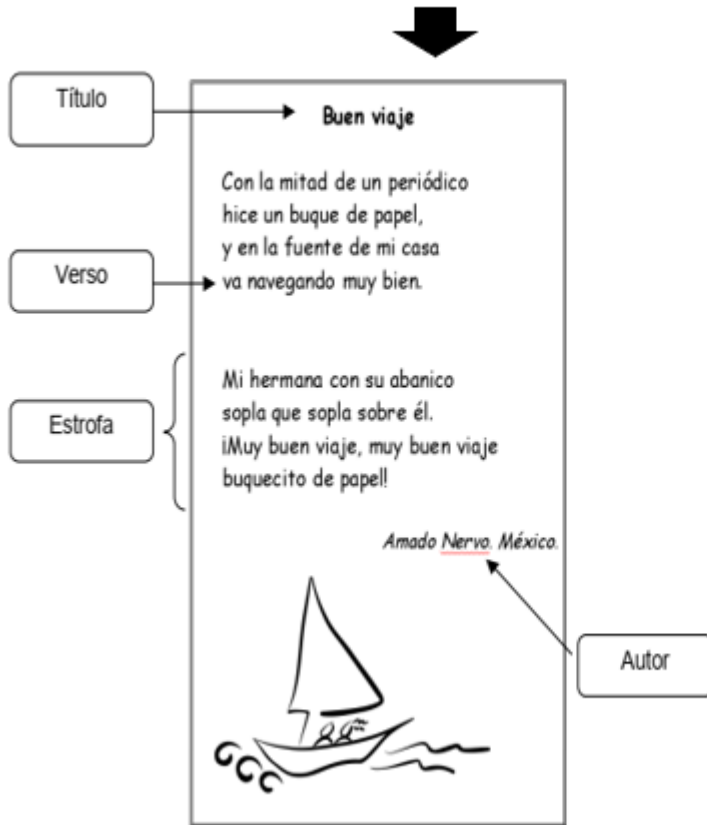 Título
Buen viaje
Con la mitad de un periódico
hice un buque de papel,
y en la fuente de mi casa
Verso
va navegando muy bien.
Mi hermana con su abanico
Estrofa
sopla que sopla sobre él.
¡Muy buen viaje, muy buen viaje
buquecito de papel!
Amado Nervo. México.
Autor